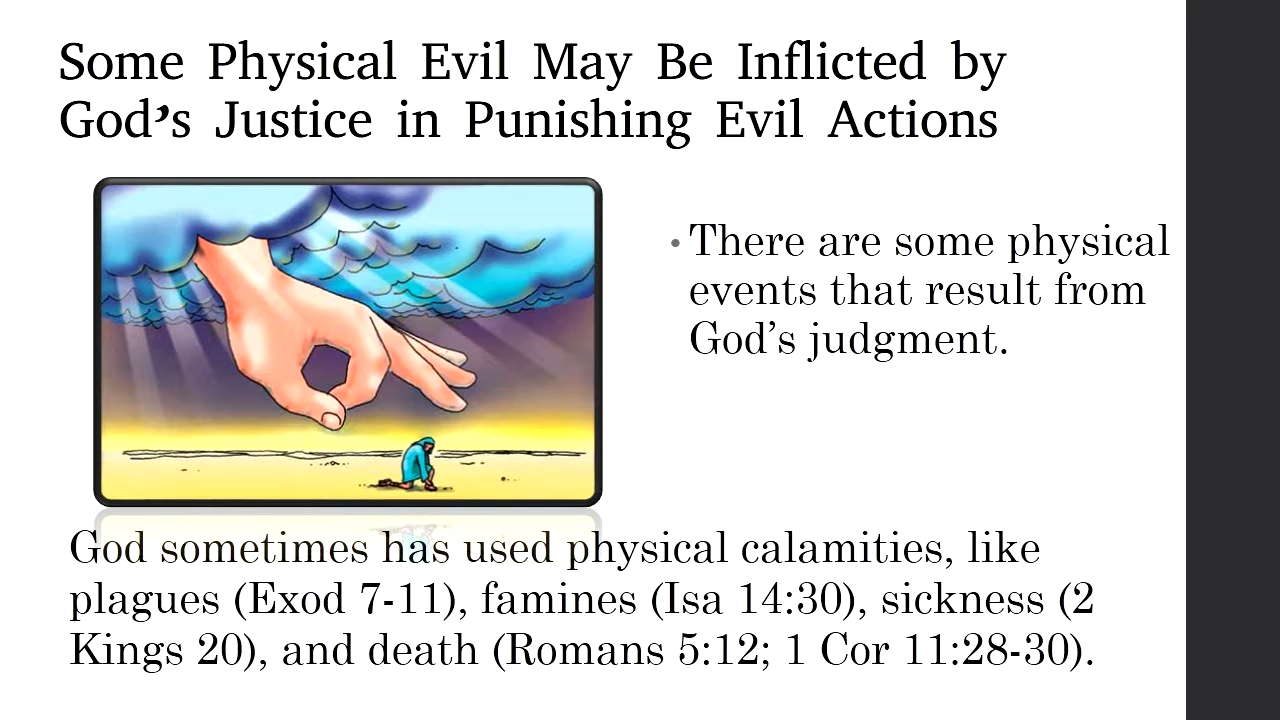 Some Physical Evil May Be Inflicted by
God’s Justice in Punishing Evil Actions
• There are some physical
events that result from
God’s judgment.
God sometimes has used physical calamities, like
plagues (Exod 7-11), famines (Isa 14:30), sickness (2
Kings 20), and death (Romans 5:12; 1 Cor 11:28-30).